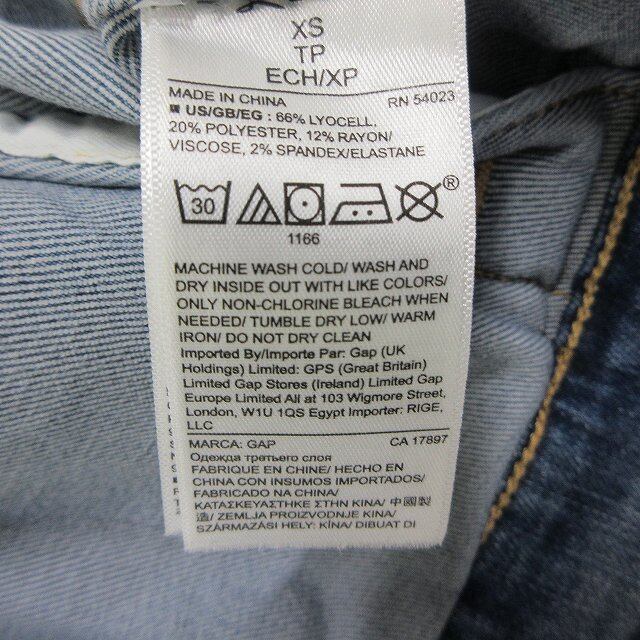 XS
TP
ECH/XP
MADE IN CHINA RN 54023
■ US/GB/EG : 66% LYOCELL,
20% POLYESTER, 12% RAYON/
VISCOSE, 2% SPANDEX/ELASTANE
30 ®
1166
MACHINE WASH COLD/ WASH AND
DRY INSIDE OUT WITH LIKE COLORS/
ONLY NON-CHLORINE BLEACH WHEN
NEEDED/ TUMBLE DRY LOW/ WARM
IRON/ DO NOT DRY CLEAN
Imported By/Importe Par: Gap (UK
Holdings) Limited: GPS (Great Britain)
Limited Gap Stores (Ireland) Limited Gap
Europe Limited All at 103 Wigmore Street,
London, W1U 1QS Egypt Importer: RIGE,
LLC
MARCA: GAP CA 17897
Одежда третьего слоя
FABRIQUE EN CHINE/ HECHO EN
CHINA CON INSUMOS IMPORTADOS/
FABRICADO NA CHINA/
ΚΑΤΑΣΚΕΥΑΣΤΗΚΕ ΣΤΗΝ ΚΙΝΑ/ 中國製
造/ ZEMLJA PROIZVODNJE KINA/
SZÁRMAZÁSI HELY: KÍNA/ DIBUAT DI